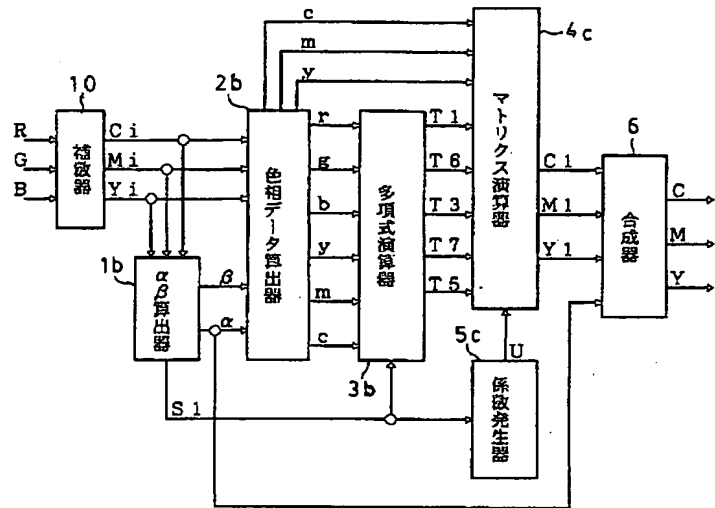 c
m
y
4c
10
2b
6
R
G
B
補数器
Ci
Mi
Yi
色相データ算出器
r
g
b
y
m
c
多項式演算器
3b
T1
T6
T3
T7
T5
マトリクス演算器
C1
M1
Y1
合成器
C
M
Y
1b
αβ算出器
β
α
S1
5c
U
係数発生器